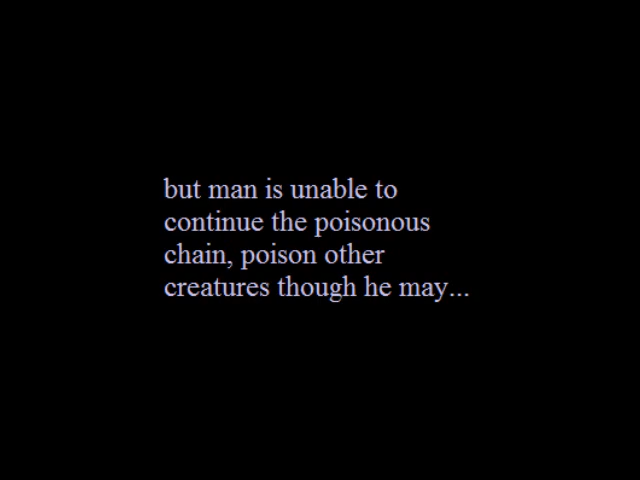 but man is unable to
continue the poisonous
chain, poison other
creatures though he may...